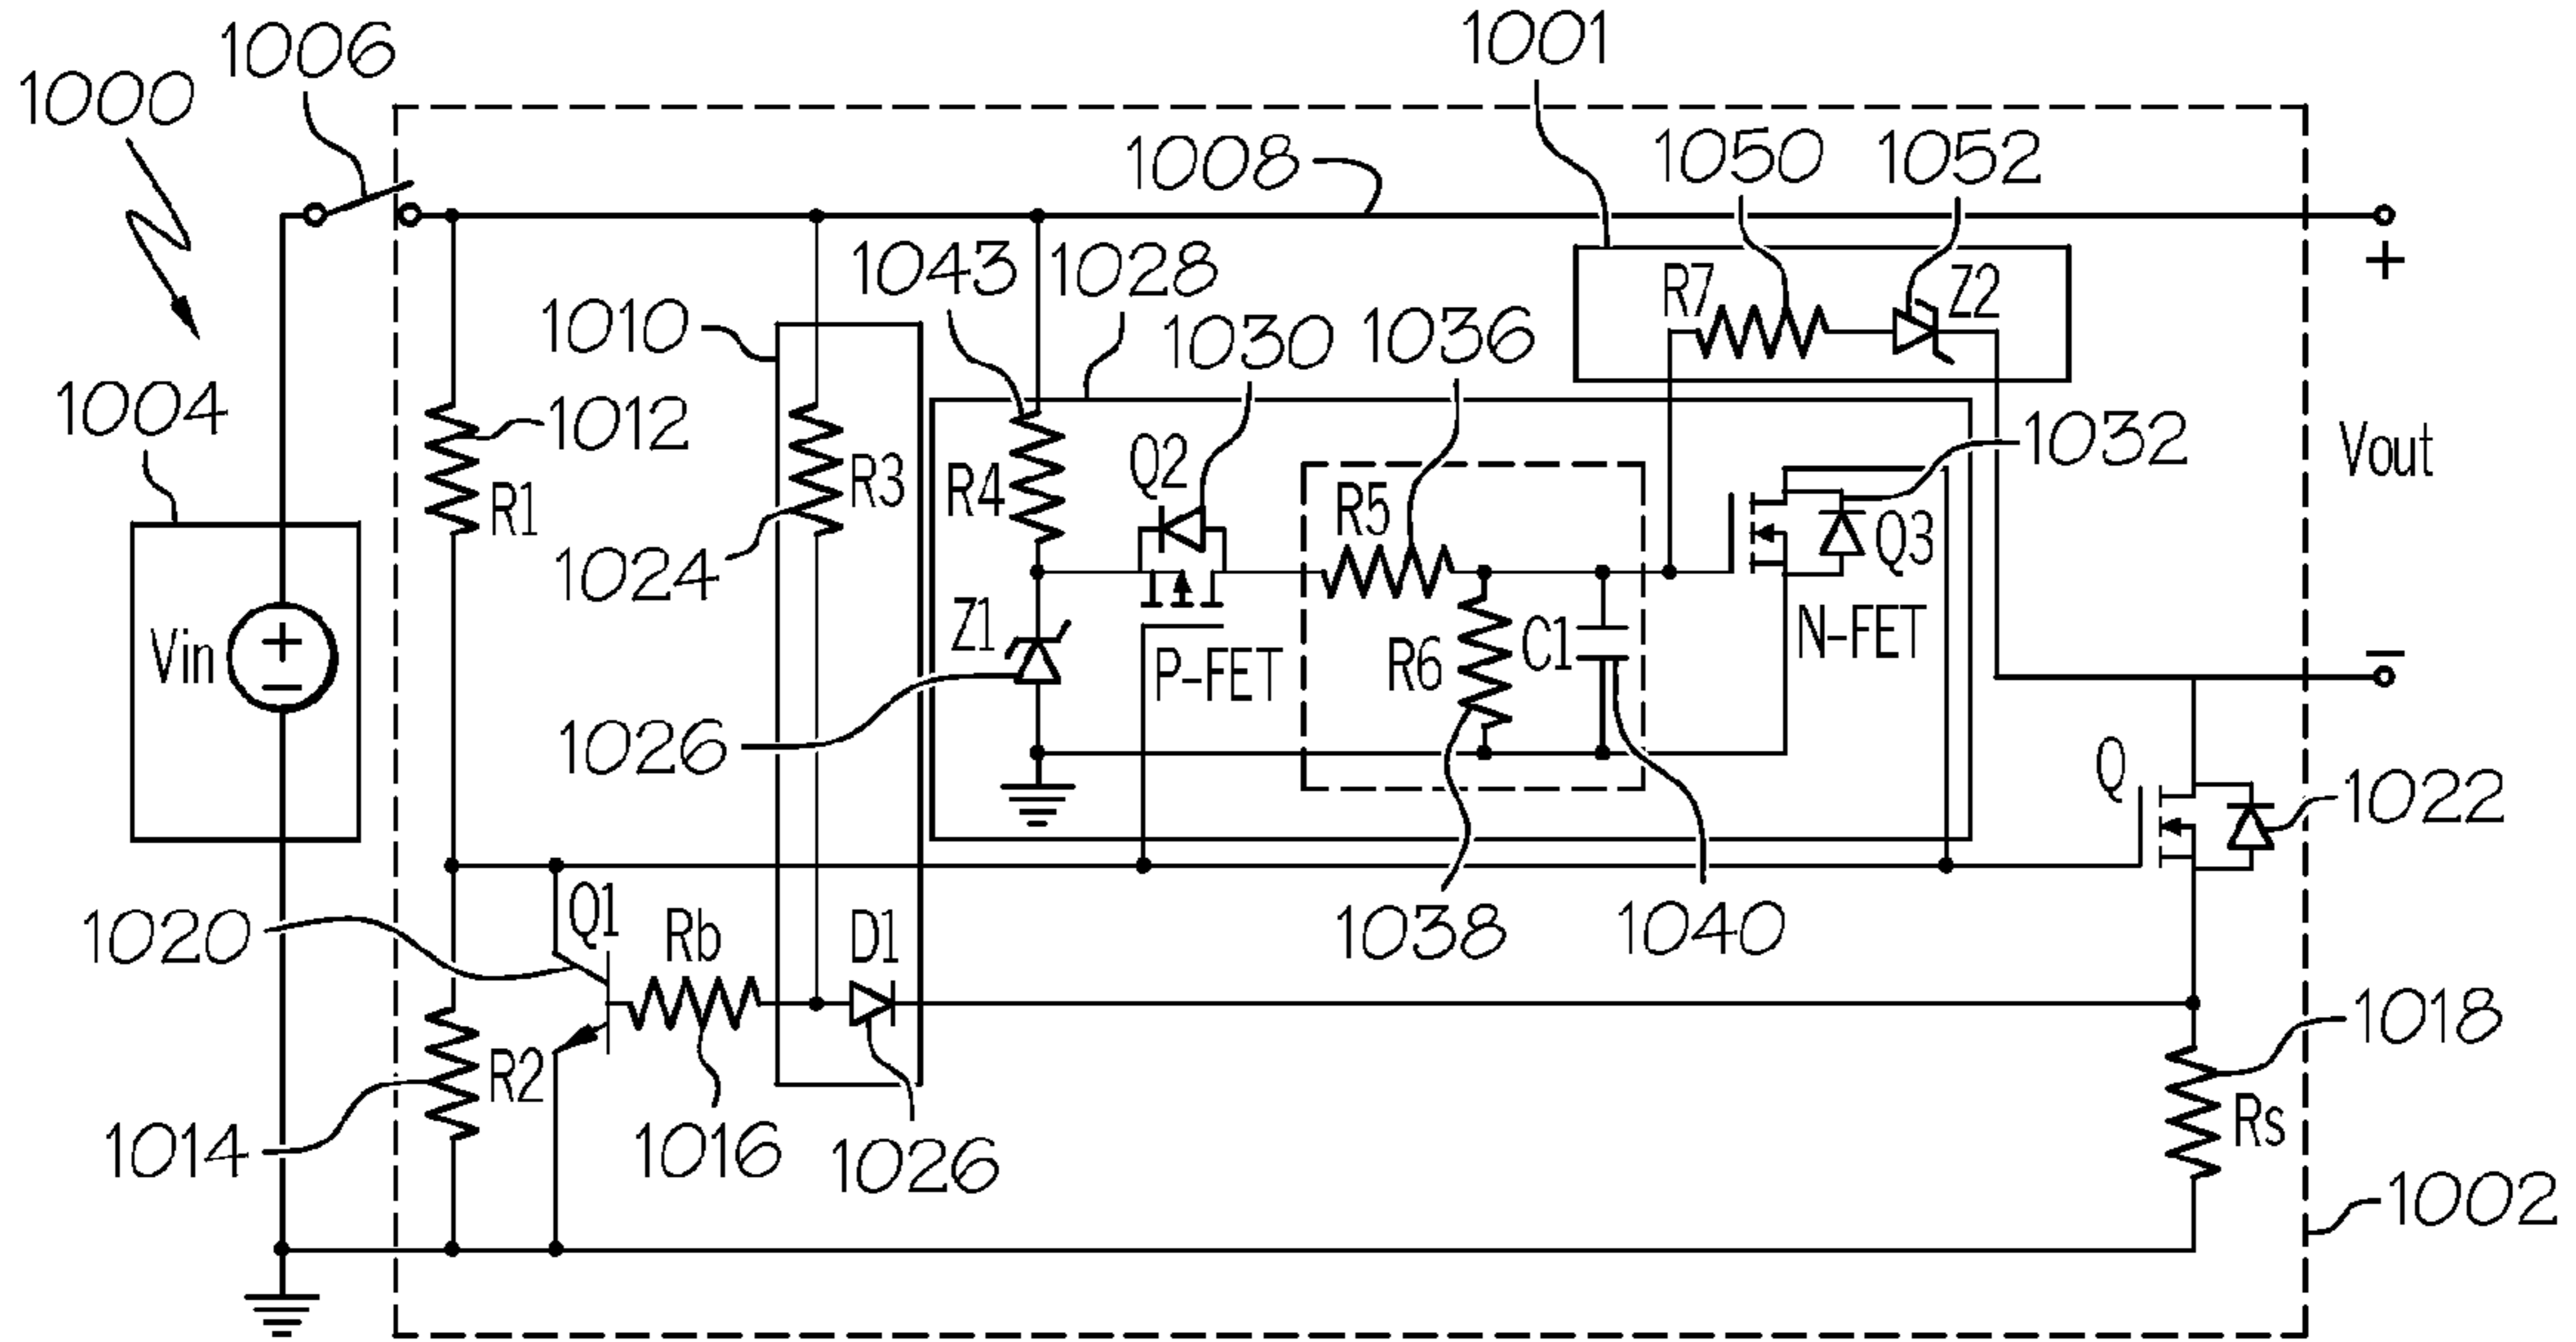 1001
1006
1000
1050
1052
1008
+
1043
1028
R7
Z2
1010
1030
1036
1004
1012
1032
Q2
Vout
R1
R3
R4
R5
Q3
1024
Z1
C1
N-FET
Vin
+
−
R6
P-FET
−
1026
Q
1022
1020
Q1
Rb
D1
1038
1040
1018
R2
Rs
1014
1016
1026
1002